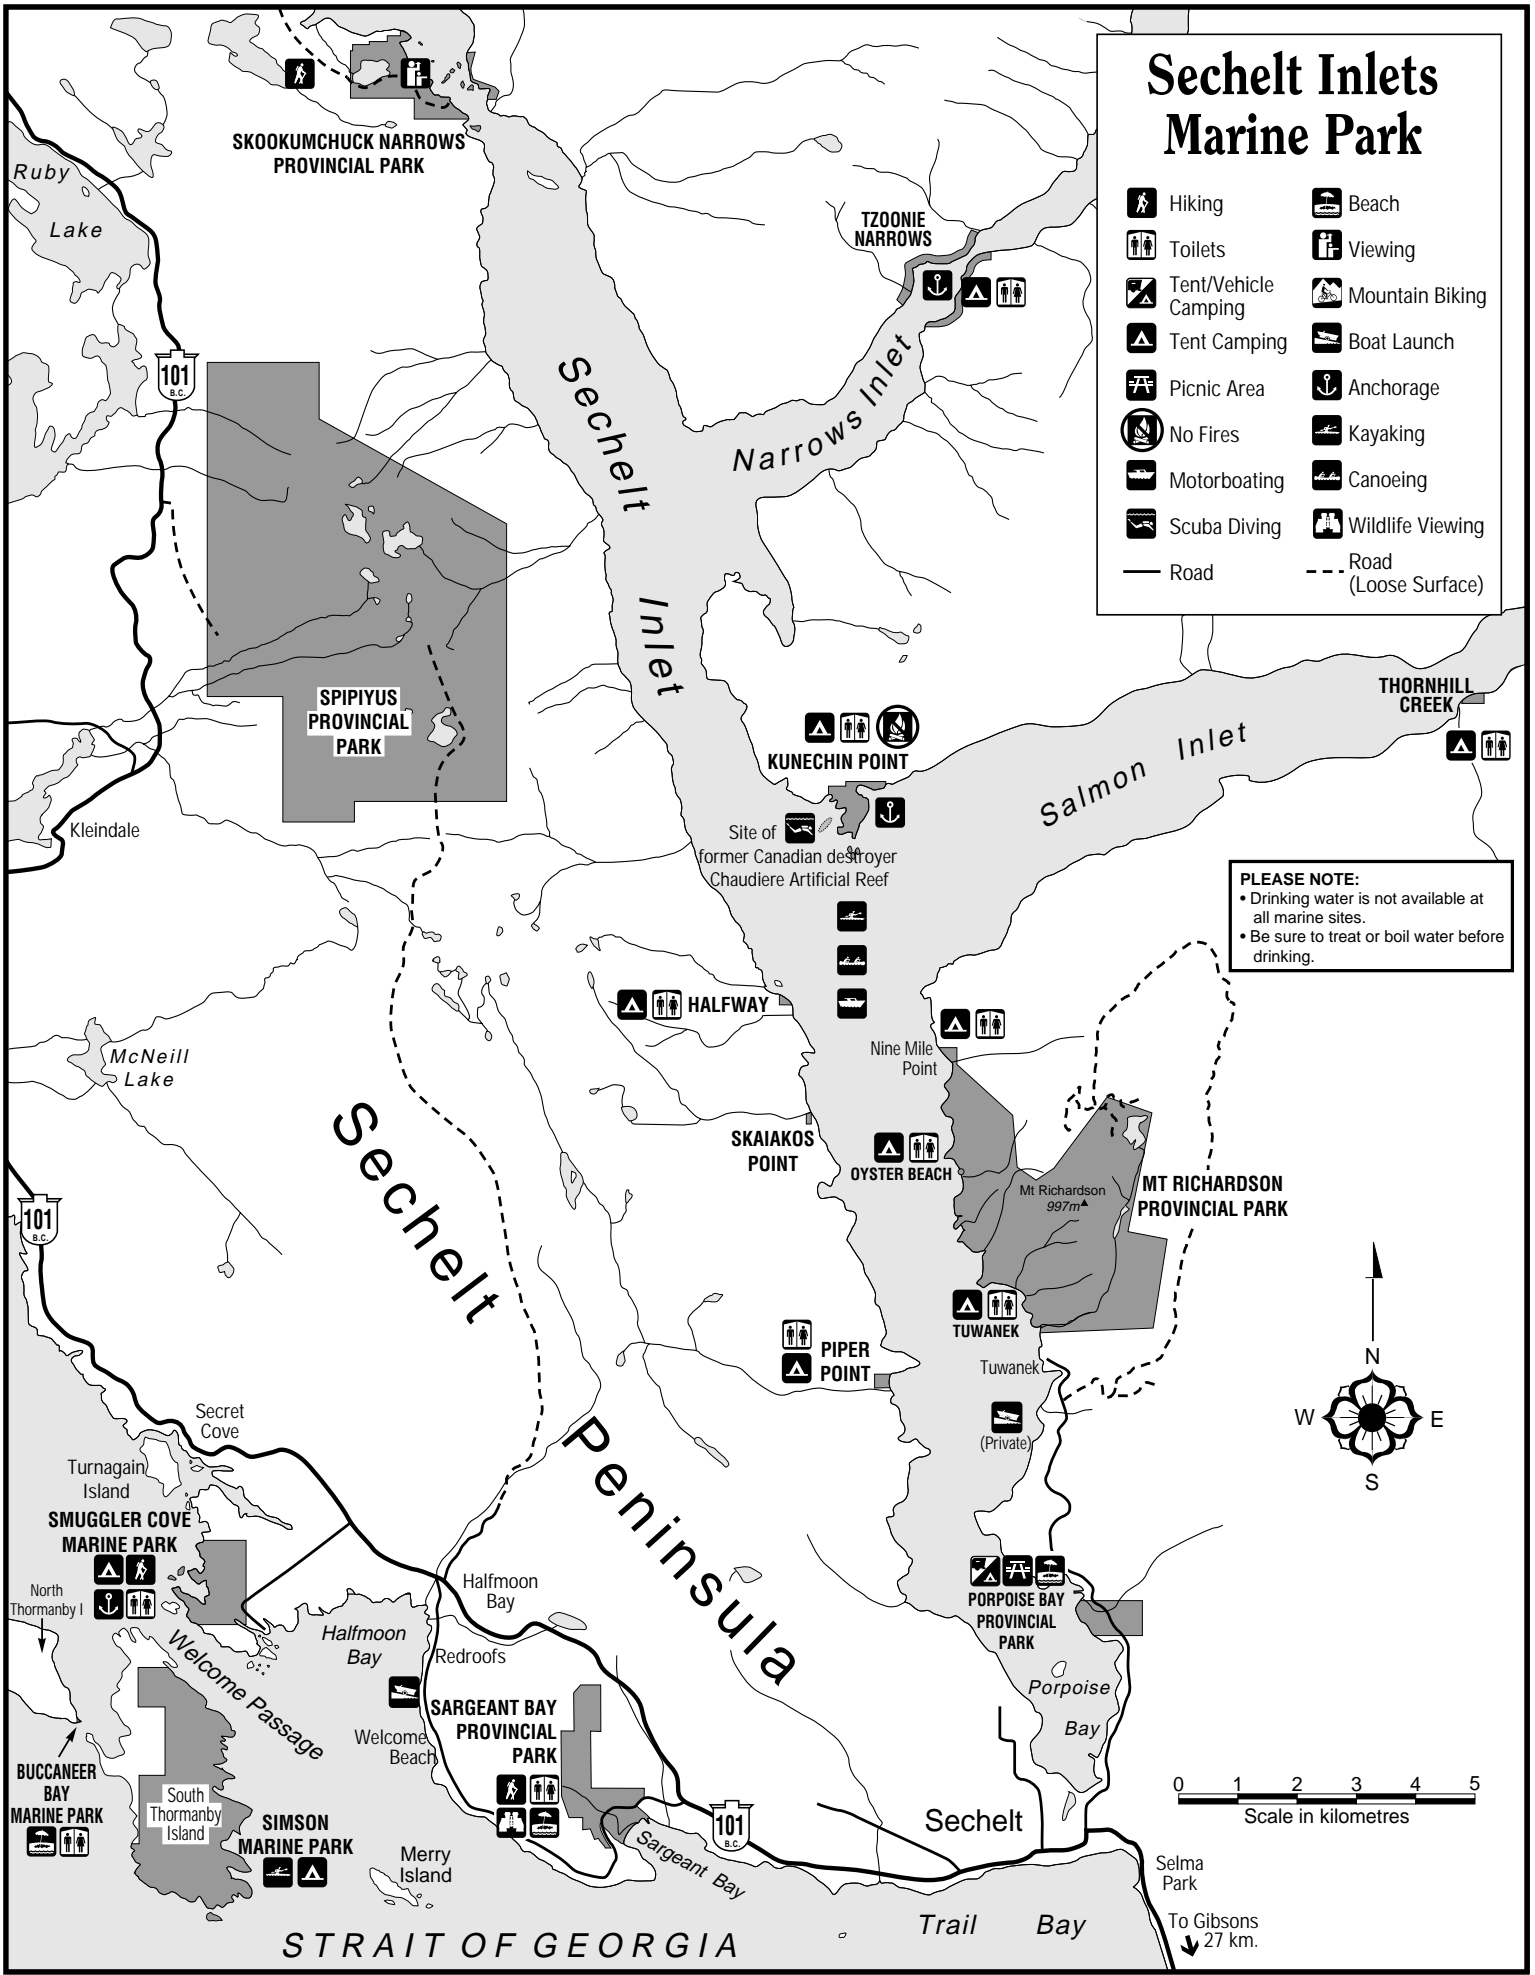 Sechelt Inlets
Marine Park
Hiking
Toilets
Tent/Vehicle
Camping
Tent Camping
Picnic Area
No Fires
Motorboating
Scuba Diving
Road
Beach
Viewing
Mountain Biking
Boat Launch
Anchorage
Kayaking
Canoeing
Wildlife Viewing
Road
(Loose Surface)
SKOOKUMCHUCK NARROWS
PROVINCIAL PARK
Ruby
Lake
TZOONIE
NARROWS
101
B.C.
Sechelt
Inlet
Narrows Inlet
SPIPIYUS
PROVINCIAL
PARK
THORNHILL
CREEK
Salmon Inlet
KUNECHIN POINT
Kleindale
Site of
former Canadian destroyer
Chaudiere Artificial Reef
PLEASE NOTE:
• Drinking water is not available at
all marine sites.
• Be sure to treat or boil water before
drinking.
HALFWAY
Nine Mile
Point
McNeill
Lake
SKAIAKOS
POINT
OYSTER BEACH
Mt Richardson
997m
MT RICHARDSON
PROVINCIAL PARK
Sechelt
Peninsula
101
B.C.
TUWANEK
PIPER
POINT
Tuwanek
(Private)
N
W
E
S
Secret
Cove
Turnagain
Island
SMUGGLER COVE
MARINE PARK
North
Thormanby I
Halfmoon
Bay
Halfmoon
Bay
Redroofs
Welcome Passage
PORPOISE BAY
PROVINCIAL
PARK
Porpoise
Bay
SARGEANT BAY
PROVINCIAL
PARK
Welcome
Beach
BUCCANEER
BAY
MARINE PARK
South
Thormanby
Island
SIMSON
MARINE PARK
Merry
Island
101
B.C.
Sargeant Bay
Sechelt
0 1 2 3 4 5
Scale in kilometres
Selma
Park
To Gibsons
27 km.
Trail Bay
STRAIT OF GEORGIA